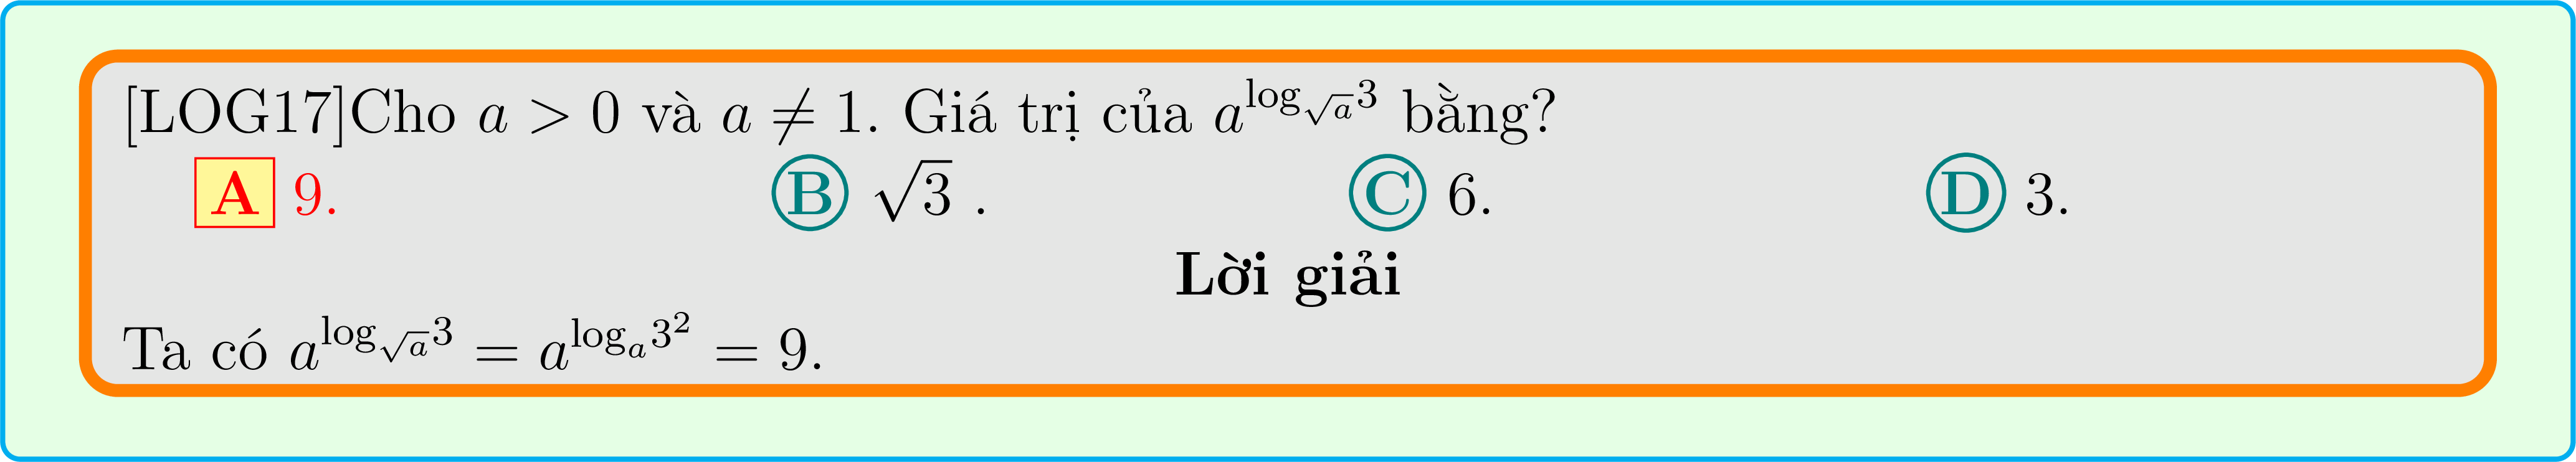 [LOG17]Cho $a > 0$ và $a \neq 1$. Giá trị của $a^{\log_{\sqrt{a}} 3}$ bằng?
A 9. B $\sqrt{3}$ . C 6. D 3.
Lời giải
Ta có $a^{\log_{\sqrt{a}} 3} = a^{\log_a 3^2} = 9$.